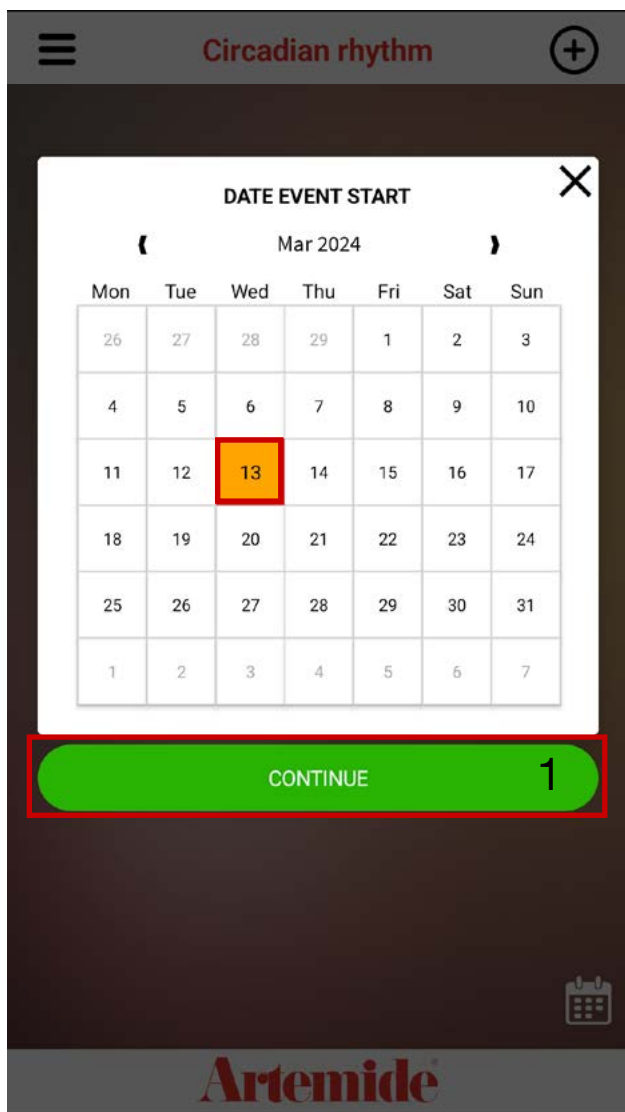 Circadian rhythm
DATE EVENT START
Mar 2024
Mon Tue Wed Thu Fri Sat Sun
26 27 28 29 1 2 3
4 5 6 7 8 9 10
11 12 13 14 15 16 17
18 19 20 21 22 23 24
25 26 27 28 29 30 31
1 2 3 4 5 6 7
CONTINUE 1
Artemide